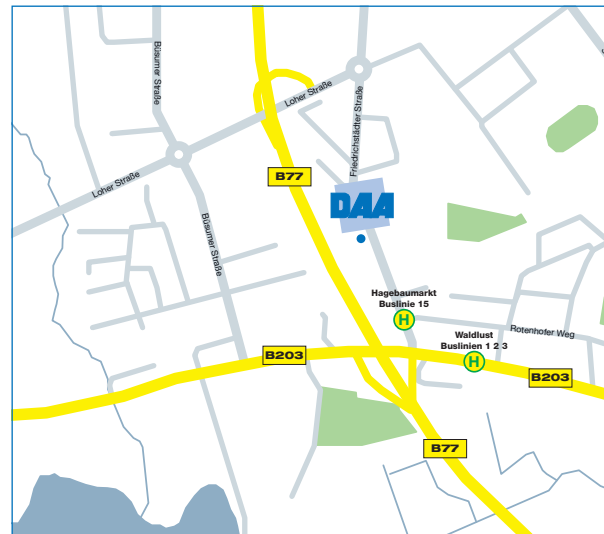 Büsumer Straße
Loher Straße
Friedrichstädter Straße
Loher Straße
B77
DAA
Büsumer Straße
Hagebaumarkt
Buslinie 15
H
Rotenhofer Weg
Waldlust
Buslinien 1 2 3
H
B203
B203
B77